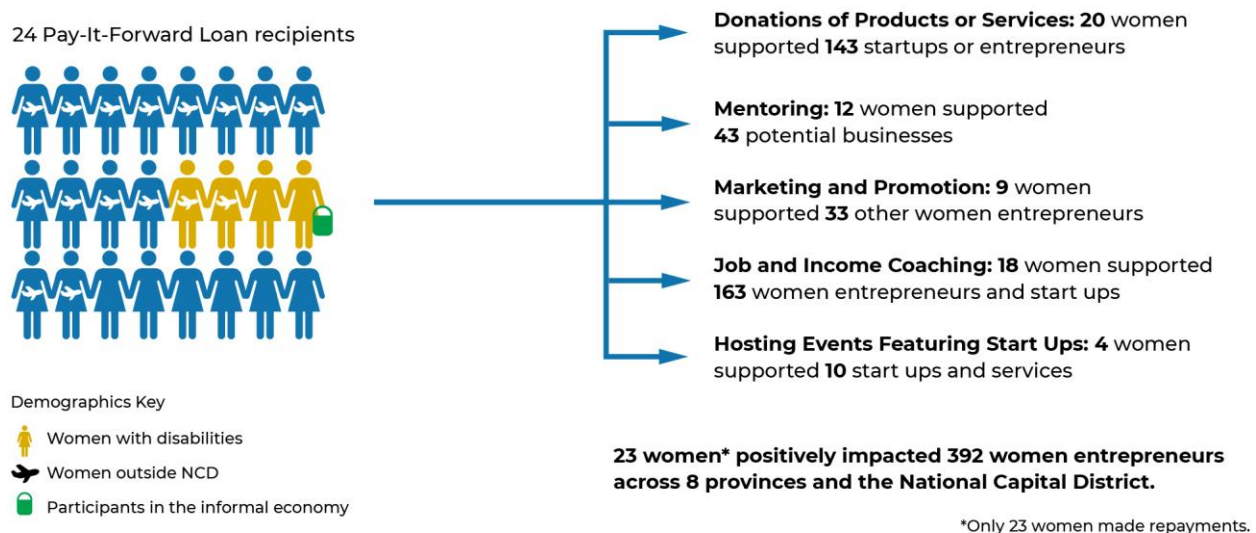 24 Pay-It-Forward Loan recipients
Donations of Products or Services: 20 women
supported 143 startups or entrepreneurs
Mentoring: 12 women supported
43 potential businesses
Marketing and Promotion: 9 women
supported 33 other women entrepreneurs
Job and Income Coaching: 18 women supported
163 women entrepreneurs and start ups
Hosting Events Featuring Start Ups: 4 women
supported 10 start ups and services
Demographics Key
Women with disabilities
Women outside NCD
Participants in the informal economy
23 women* positively impacted 392 women entrepreneurs
across 8 provinces and the National Capital District.
*Only 23 women made repayments.